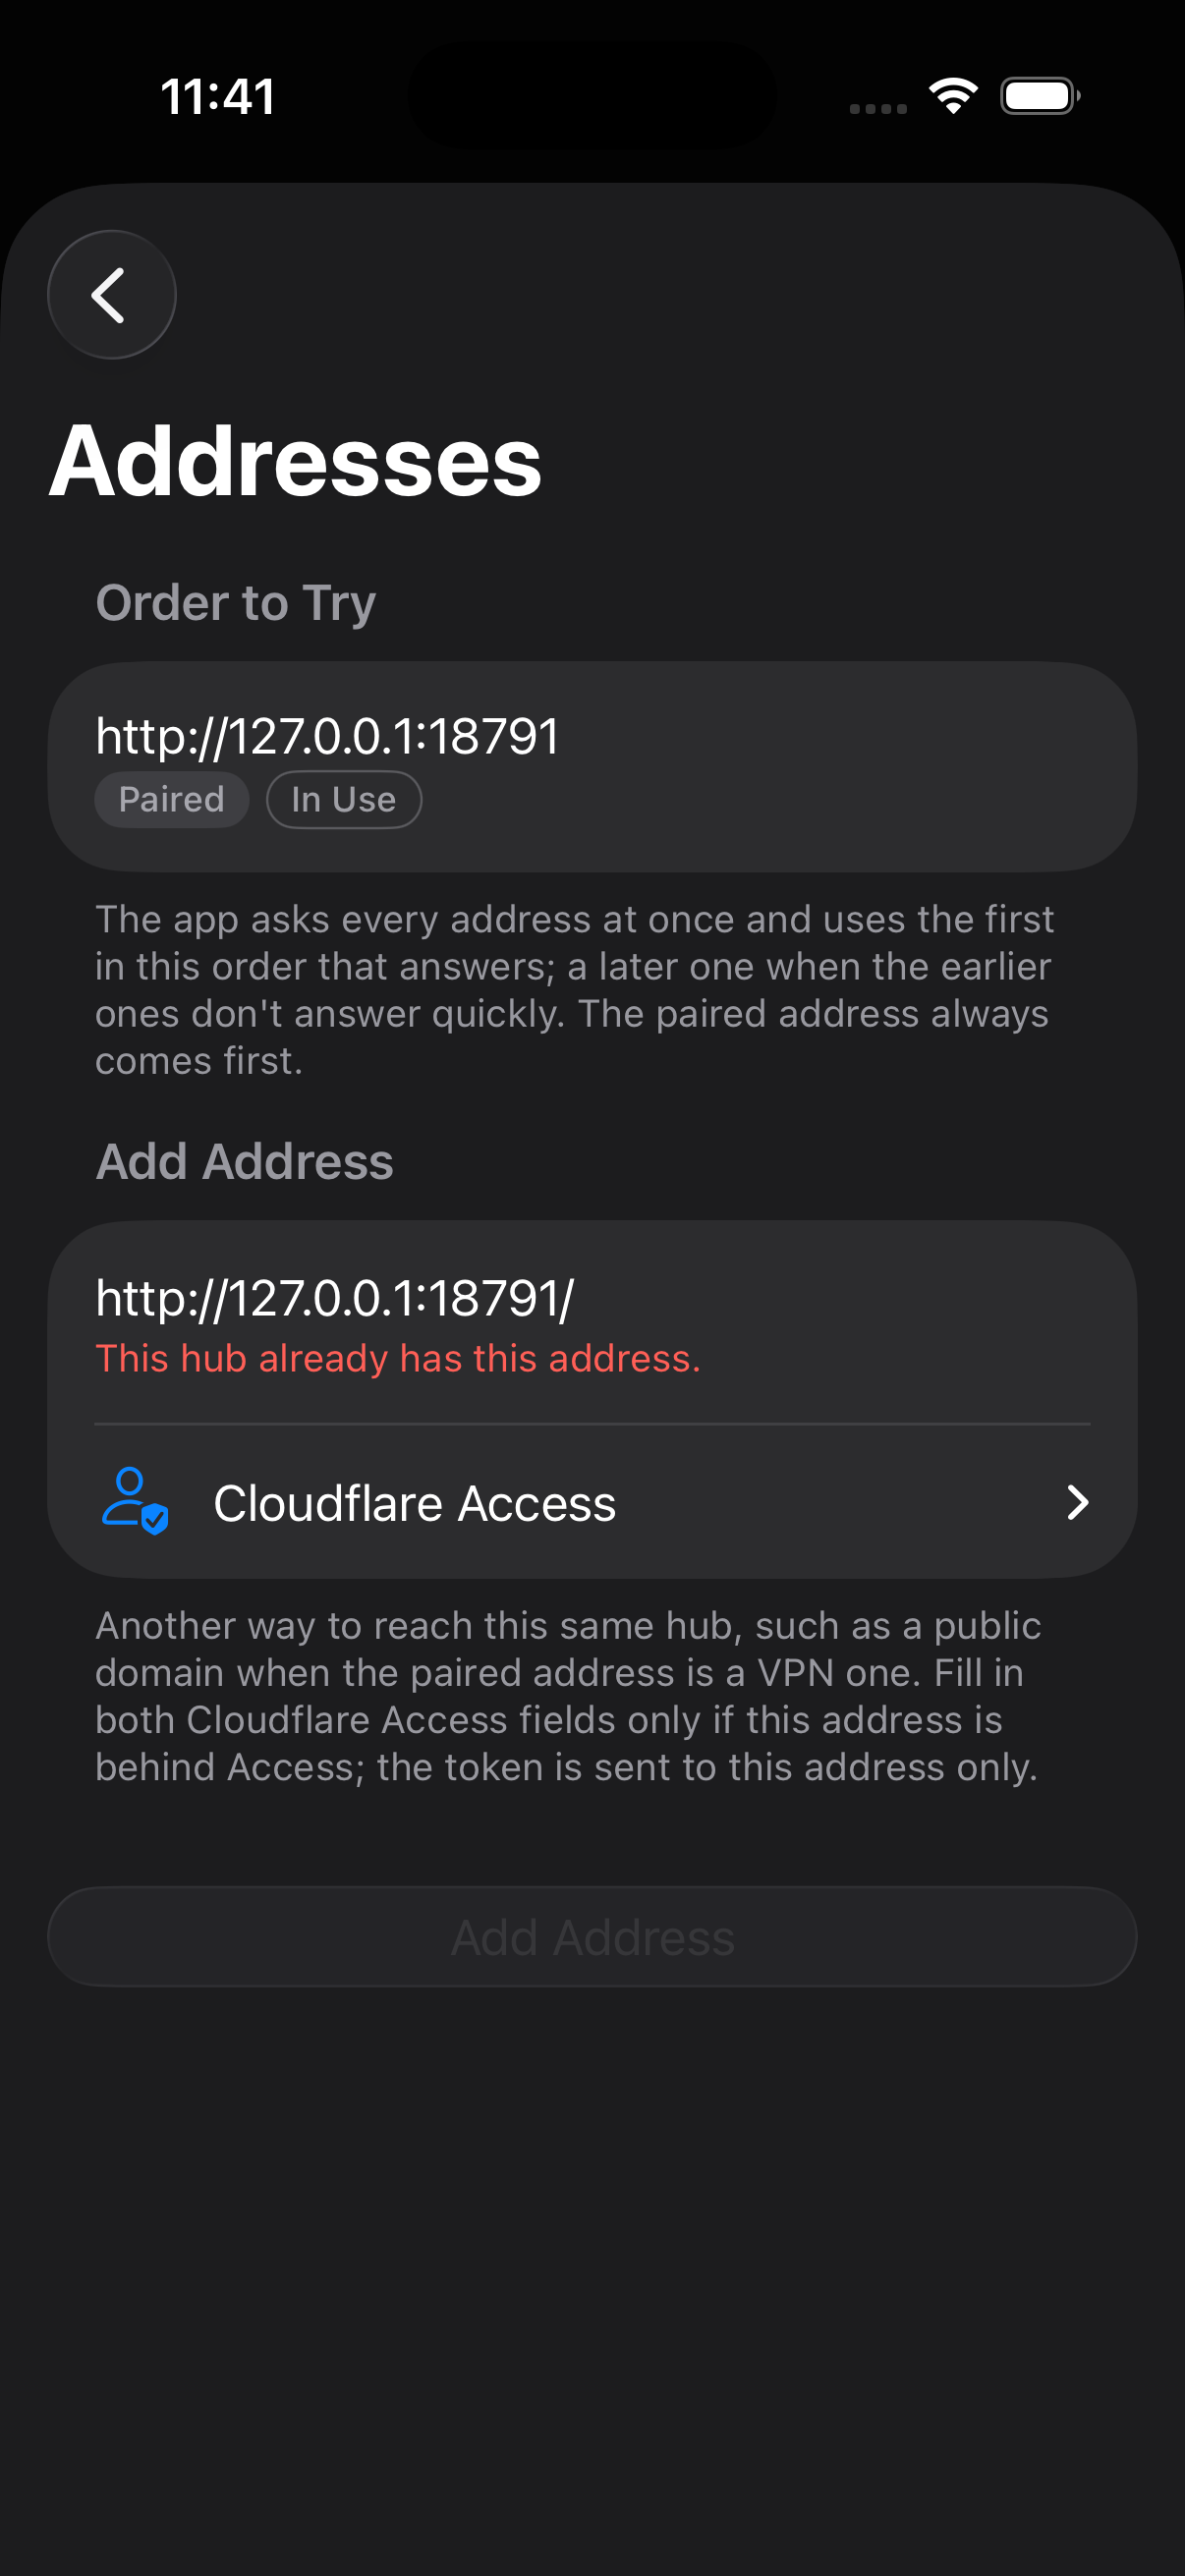 11:41
Addresses
Order to Try
http://127.0.0.1:18791
Paired
In Use
The app asks every address at once and uses the first
in this order that answers; a later one when the earlier
ones don't answer quickly. The paired address always
comes first.
Add Address
http://127.0.0.1:18791/
This hub already has this address.
Cloudflare Access
Another way to reach this same hub, such as a public
domain when the paired address is a VPN one. Fill in
both Cloudflare Access fields only if this address is
behind Access; the token is sent to this address only.
Add Address